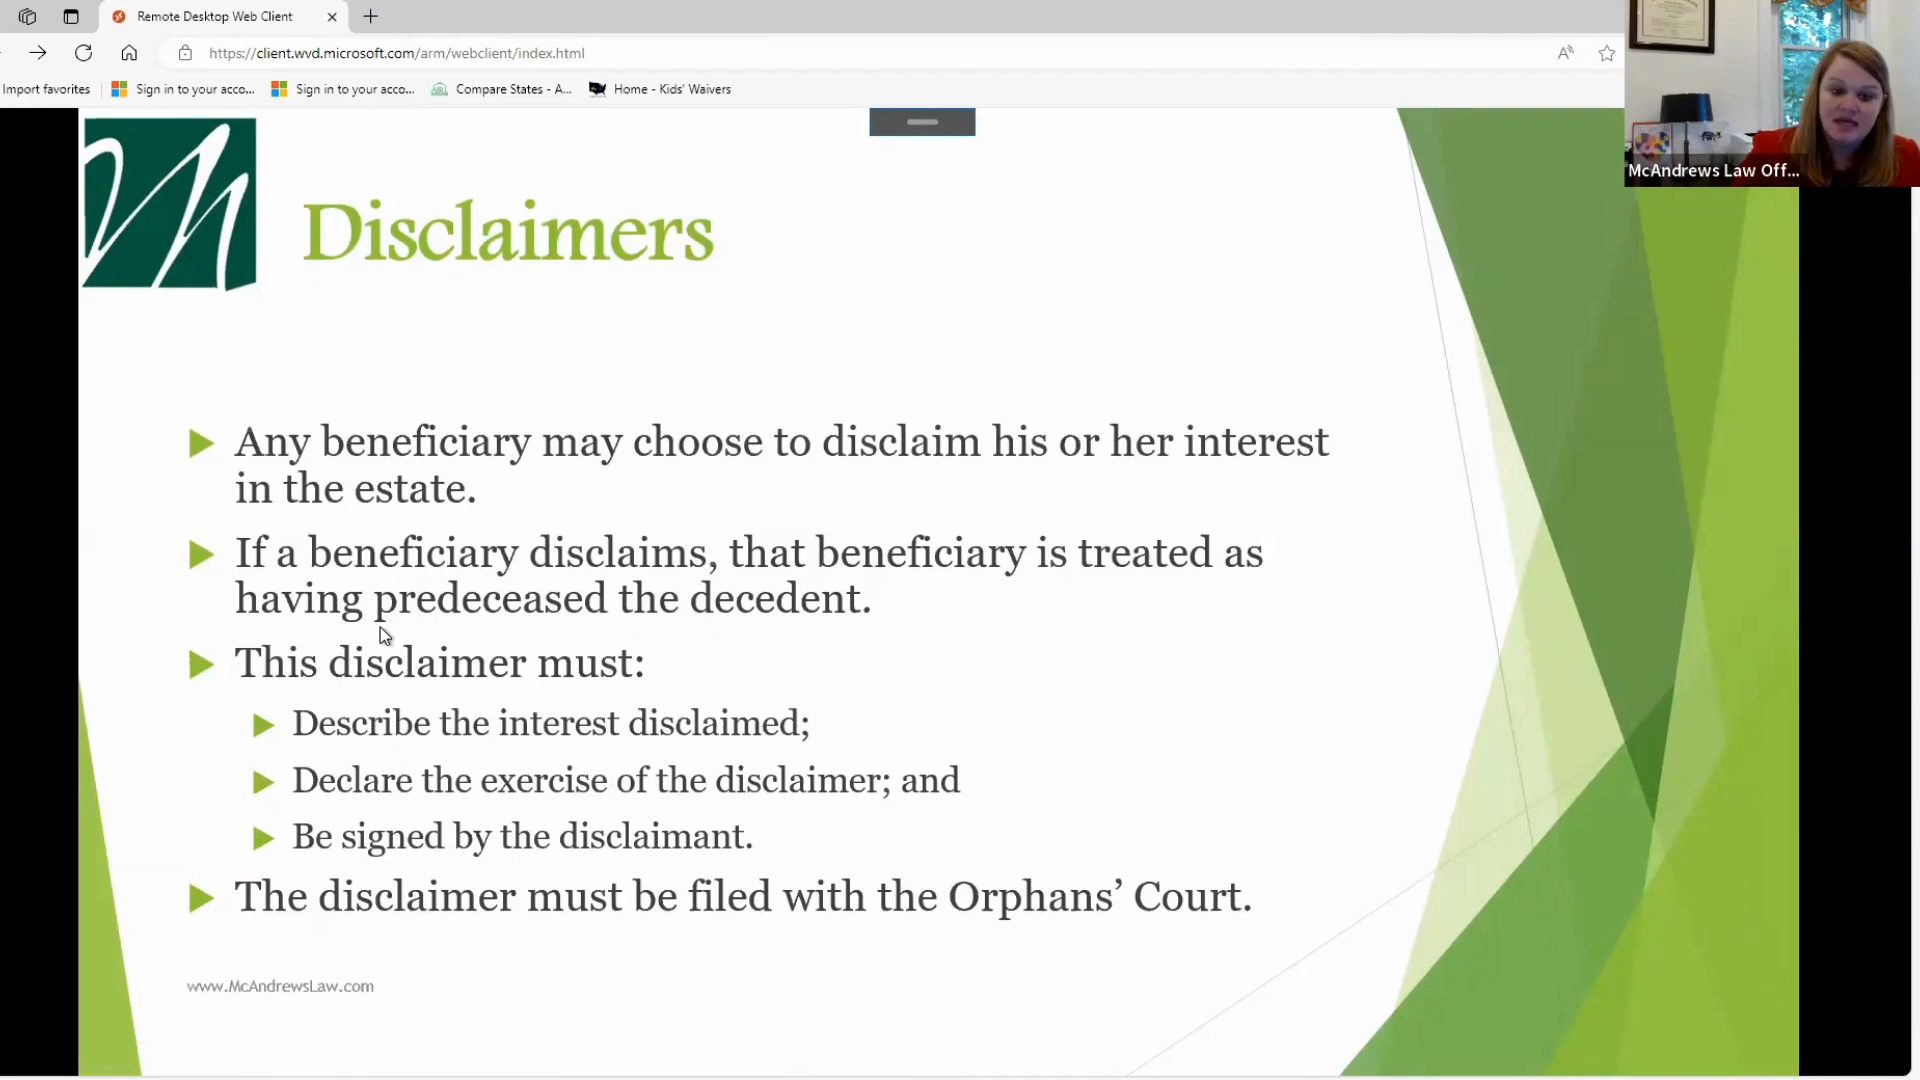 Remote Desktop Web Client
https://client.wvd.microsoft.com/arm/webclient/index.html
Import favorites
Sign in to your acco...
Sign in to your acco...
Compare States - A...
Home - Kids' Waivers
McAndrews Law Off...
Disclaimers
Any beneficiary may choose to disclaim his or her interest
in the estate.
If a beneficiary disclaims, that beneficiary is treated as
having predeceased the decedent.
This disclaimer must:
Describe the interest disclaimed;
Declare the exercise of the disclaimer; and
Be signed by the disclaimant.
The disclaimer must be filed with the Orphans’ Court.
www.McAndrewsLaw.com